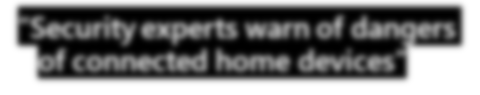 "Security experts warn of dangers
of connected home devices"